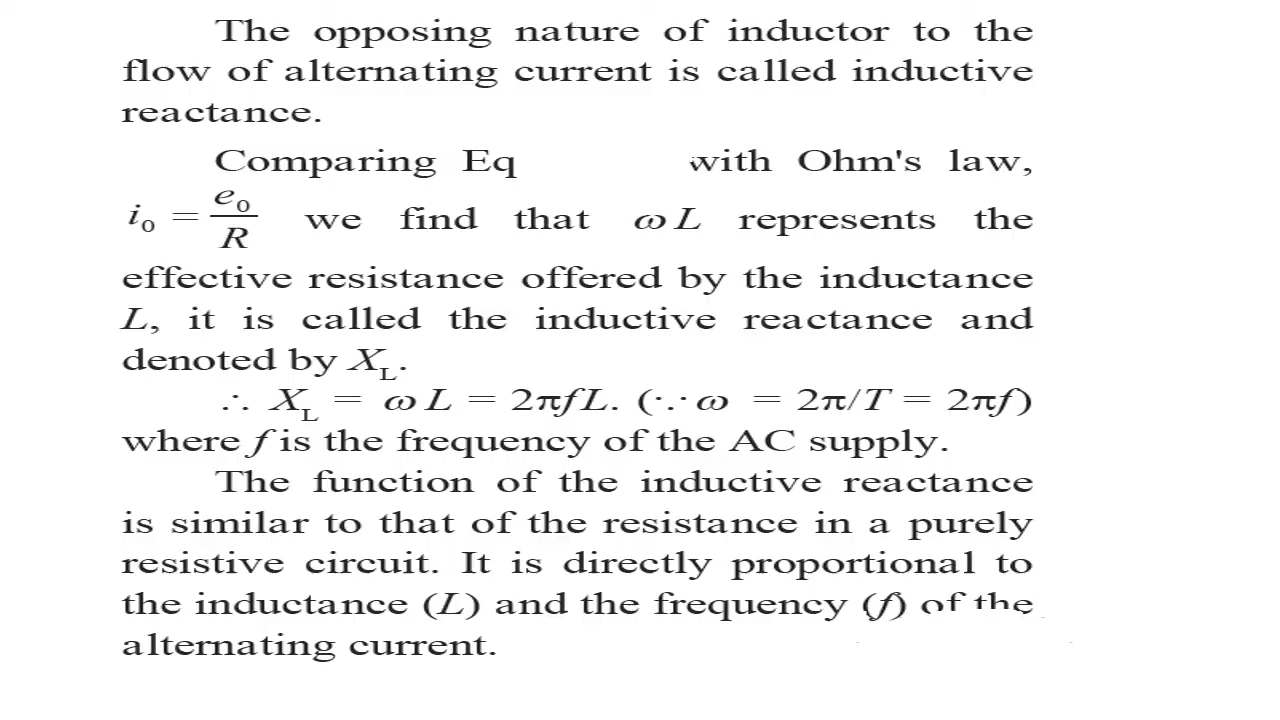 The opposing nature of inductor to the
flow of alternating current is called inductive
reactance.
Comparing Eq with Ohm's law,
i₀ = e₀/R we find that ω L represents the
effective resistance offered by the inductance
L, it is called the inductive reactance and
denoted by X_L.
∴ X_L = ω L = 2πfL. (∵ ω = 2π/T = 2πf)
where f is the frequency of the AC supply.
The function of the inductive reactance
is similar to that of the resistance in a purely
resistive circuit. It is directly proportional to
the inductance (L) and the frequency (f) of the
alternating current.